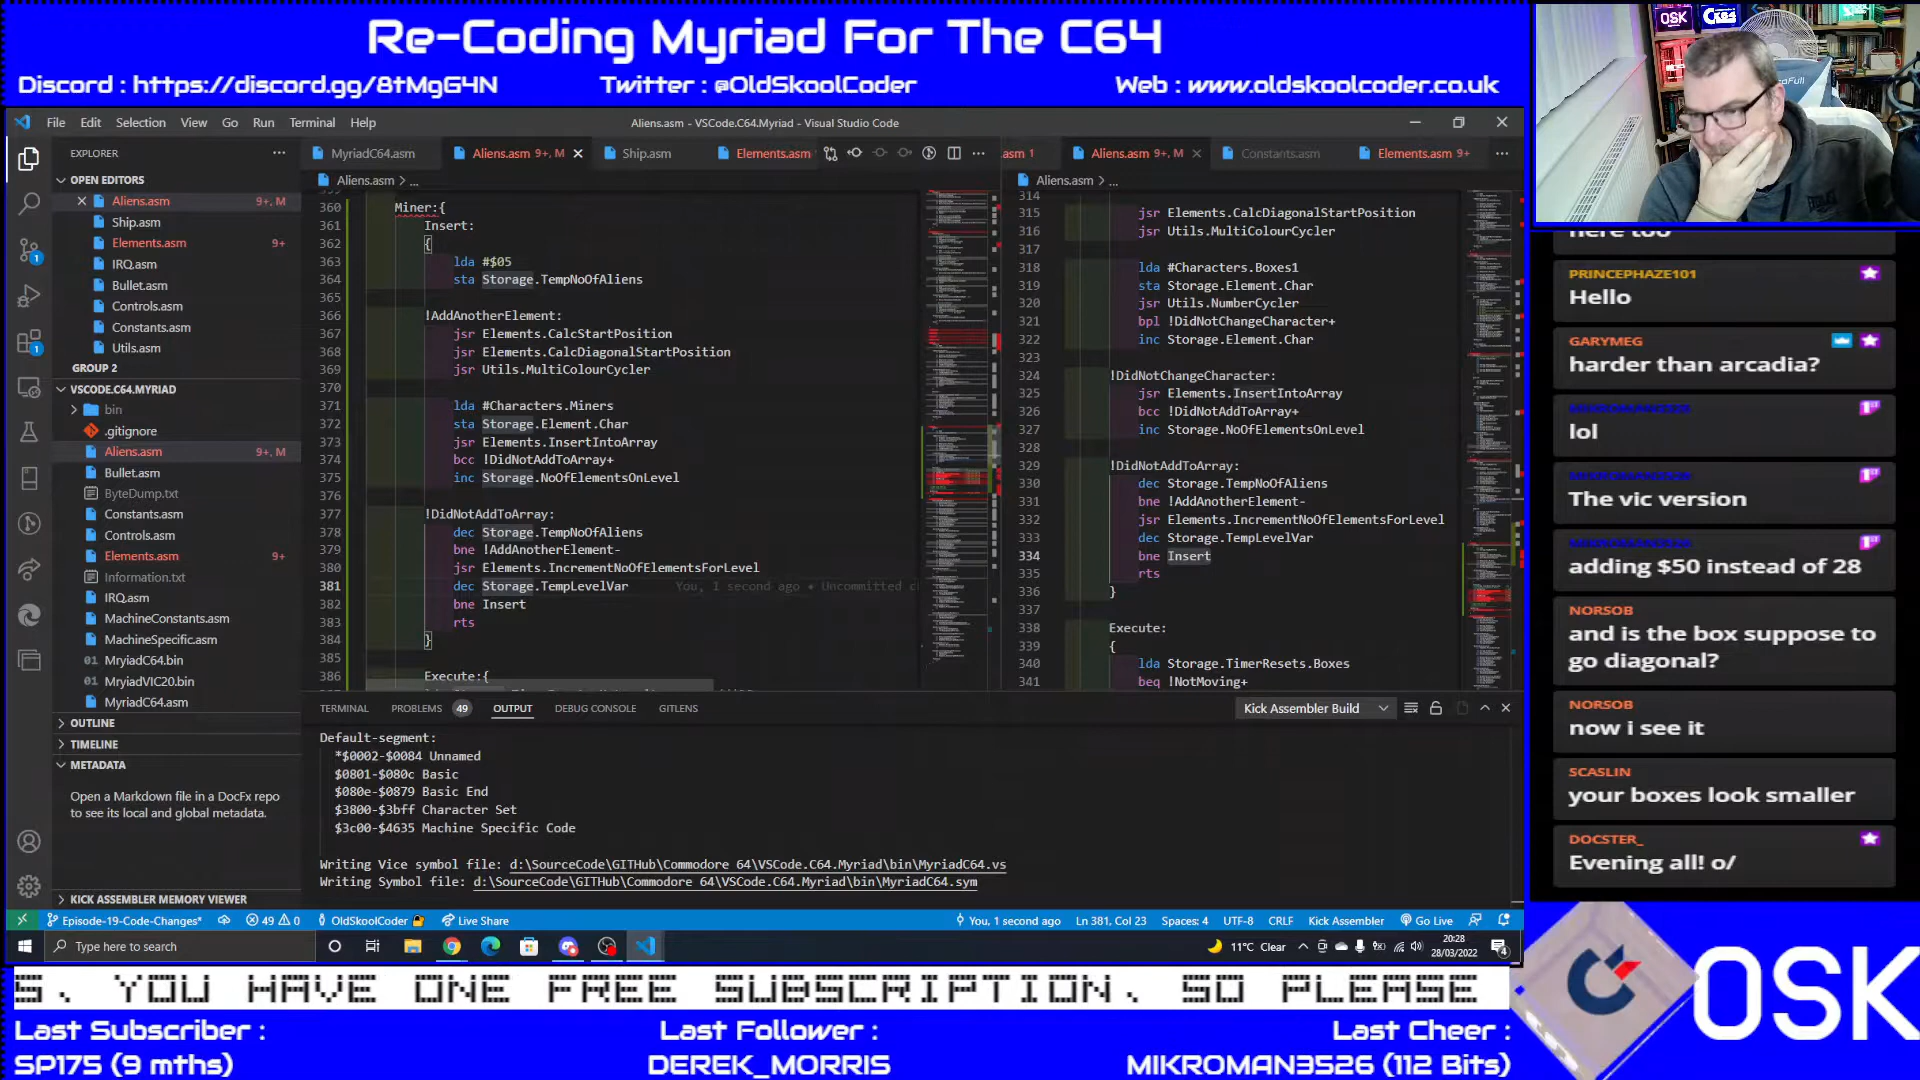 Re-Coding Myriad For The C64
Discord : https://discord.gg/8tMgG4N
Twitter : @OldSkoolCoder
Web : www.oldskoolcoder.co.uk
OSK
C64
File Edit Selection View Go Run Terminal Help
Aliens.asm - VSCode.C64.Myriad - Visual Studio Code
EXPLORER
MyriadC64.asm
Aliens.asm 9+, M
Ship.asm
Elements.asm
asm 1
Aliens.asm 9+, M
Constants.asm
Elements.asm 9+
OPEN EDITORS
Aliens.asm 9+, M
Ship.asm
Elements.asm 9+
IRQ.asm
Bullet.asm
Controls.asm
Constants.asm
Utils.asm
GROUP 2
VSCODE.C64.MYRIAD
bin
.gitignore
Aliens.asm 9+, M
Bullet.asm
ByteDump.txt
Constants.asm
Controls.asm
Elements.asm 9+
Information.txt
IRQ.asm
MachineConstants.asm
MachineSpecific.asm
MryiadC64.bin
MryiadVIC20.bin
MyriadC64.asm
OUTLINE
TIMELINE
METADATA
Open a Markdown file in a DocFx repo
to see its local and global metadata.
KICK ASSEMBLER MEMORY VIEWER
Aliens.asm > ...
360 Miner:{
361 Insert:
362 {
363 lda #$05
364 sta Storage.TempNoOfAliens
365
366 !AddAnotherElement:
367 jsr Elements.CalcStartPosition
368 jsr Elements.CalcDiagonalStartPosition
369 jsr Utils.MultiColourCycler
370
371 lda #Characters.Miners
372 sta Storage.Element.Char
373 jsr Elements.InsertIntoArray
374 bcc !DidNotAddToArray+
375 inc Storage.NoOfElementsOnLevel
376
377 !DidNotAddToArray:
378 dec Storage.TempNoOfAliens
379 bne !AddAnotherElement-
380 jsr Elements.IncrementNoOfElementsForLevel
381 dec Storage.TempLevelVar You, 1 second ago • Uncommitted c
382 bne Insert
383 rts
384 }
385
386 Execute:{
Aliens.asm > ...
314
315 jsr Elements.CalcDiagonalStartPosition
316 jsr Utils.MultiColourCycler
317
318 lda #Characters.Boxes1
319 sta Storage.Element.Char
320 jsr Utils.NumberCycler
321 bpl !DidNotChangeCharacter+
322 inc Storage.Element.Char
323
324 !DidNotChangeCharacter:
325 jsr Elements.InsertIntoArray
326 bcc !DidNotAddToArray+
327 inc Storage.NoOfElementsOnLevel
328
329 !DidNotAddToArray:
330 dec Storage.TempNoOfAliens
331 bne !AddAnotherElement-
332 jsr Elements.IncrementNoOfElementsForLevel
333 dec Storage.TempLevelVar
334 bne Insert
335 rts
336 }
337
338 Execute:
339 {
340 lda Storage.TimerResets.Boxes
341 beq !NotMoving+
TERMINAL PROBLEMS 49 OUTPUT DEBUG CONSOLE GITLENS
Kick Assembler Build
Default-segment:
*$0002-$0084 Unnamed
$0801-$080c Basic
$080e-$0879 Basic End
$3800-$3bff Character Set
$3c00-$4635 Machine Specific Code
Writing Vice symbol file: d:\SourceCode\GITHub\Commodore 64\VSCode.C64.Myriad\bin\MyriadC64.vs
Writing Symbol file: d:\SourceCode\GITHub\Commodore 64\VSCode.C64.Myriad\bin\MyriadC64.sym
Episode-19-Code-Changes* 49 0 OldSkoolCoder Live Share
You, 1 second ago Ln 381, Col 23 Spaces: 4 UTF-8 CRLF Kick Assembler Go Live
Type here to search
11°C Clear
20:28
28/03/2022
4
here too
PRINCEPHAZE101
Hello
GARYMEG
harder than arcadia?
lol
The vic version
adding $50 instead of 28
NORSOB
and is the box suppose to
go diagonal?
NORSOB
now i see it
SCASLIN
your boxes look smaller
DOCSTER_
Evening all! o/
S. YOU HAVE ONE FREE SUBSCRIPTION, SO PLEASE
Last Subscriber :
SP175 (9 mths)
Last Follower :
DEREK_MORRIS
Last Cheer :
MIKROMAN3526 (112 Bits)
OSK